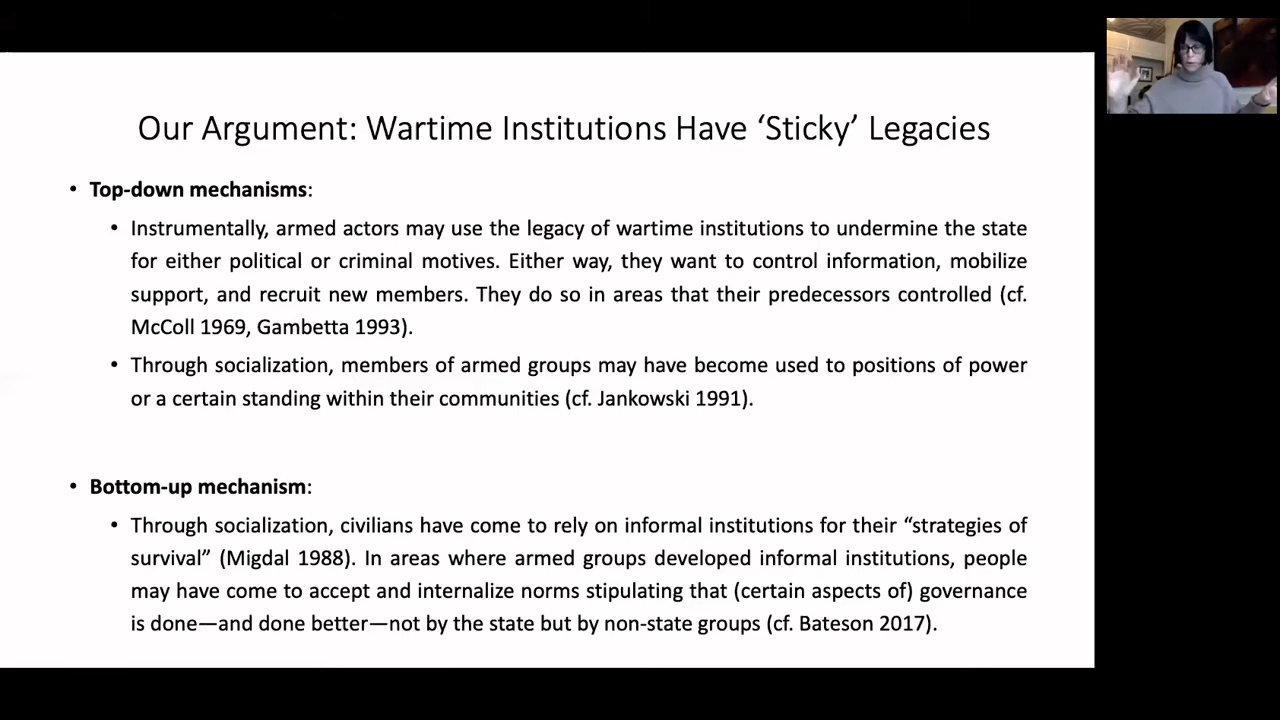 Our Argument: Wartime Institutions Have ‘Sticky’ Legacies
• Top-down mechanisms:
• Instrumentally, armed actors may use the legacy of wartime institutions to undermine the state
for either political or criminal motives. Either way, they want to control information, mobilize
support, and recruit new members. They do so in areas that their predecessors controlled (cf.
McColl 1969, Gambetta 1993).
• Through socialization, members of armed groups may have become used to positions of power
or a certain standing within their communities (cf. Jankowski 1991).
• Bottom-up mechanism:
• Through socialization, civilians have come to rely on informal institutions for their “strategies of
survival” (Migdal 1988). In areas where armed groups developed informal institutions, people
may have come to accept and internalize norms stipulating that (certain aspects of) governance
is done—and done better—not by the state but by non-state groups (cf. Bateson 2017).